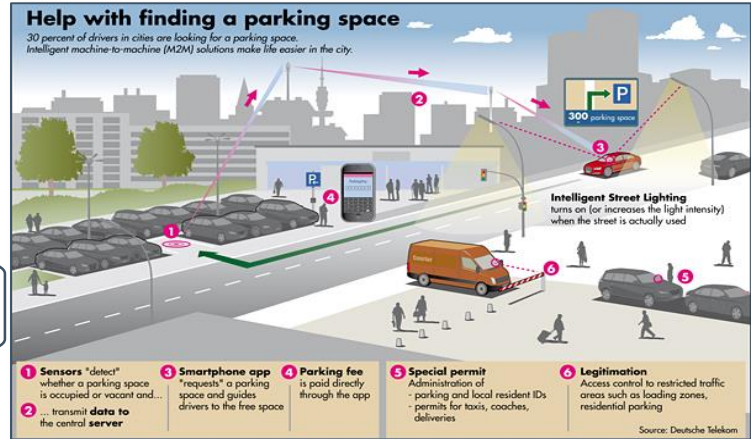 Help with finding a parking space
30 percent of drivers in cities are looking for a parking space.
Intelligent machine-to-machine (M2M) solutions make life easier in the city.
2
P
300 parking space
3
P
4
1
Intelligent Street Lighting
turns on (or increases the light intensity)
when the street is actually used
6
5
1 Sensors "detect"
whether a parking space
is occupied or vacant and...
2 ... transmit data to
the central server
3 Smartphone app
"requests" a parking
space and guides
drivers to the free space
4 Parking fee
is paid directly
through the app
5 Special permit
Administration of
- parking and local resident IDs
- permits for taxis, coaches,
deliveries
6 Legitimation
Access control to restricted traffic
areas such as loading zones,
residential parking
Source: Deutsche Telekom